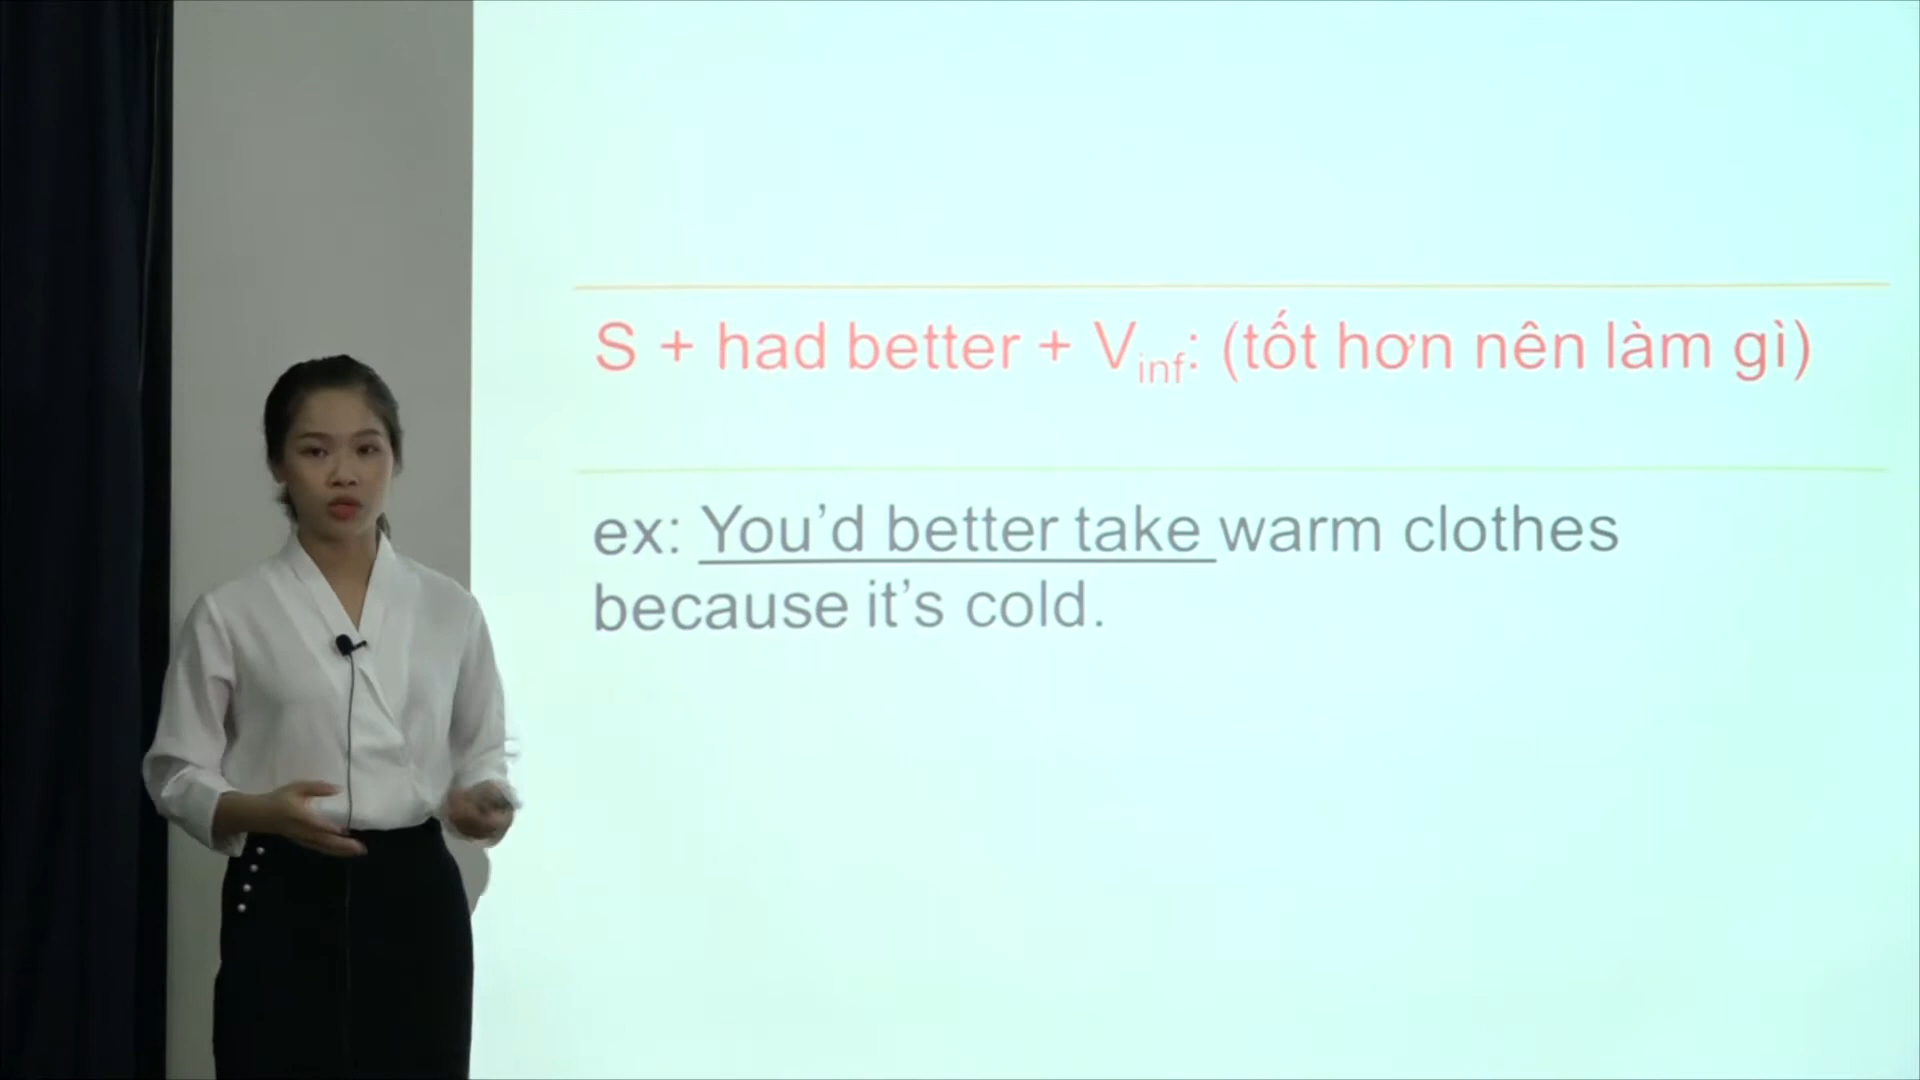 S + had better + Vinf: (tốt hơn nên làm gì)
ex: You’d better take warm clothes
because it’s cold.